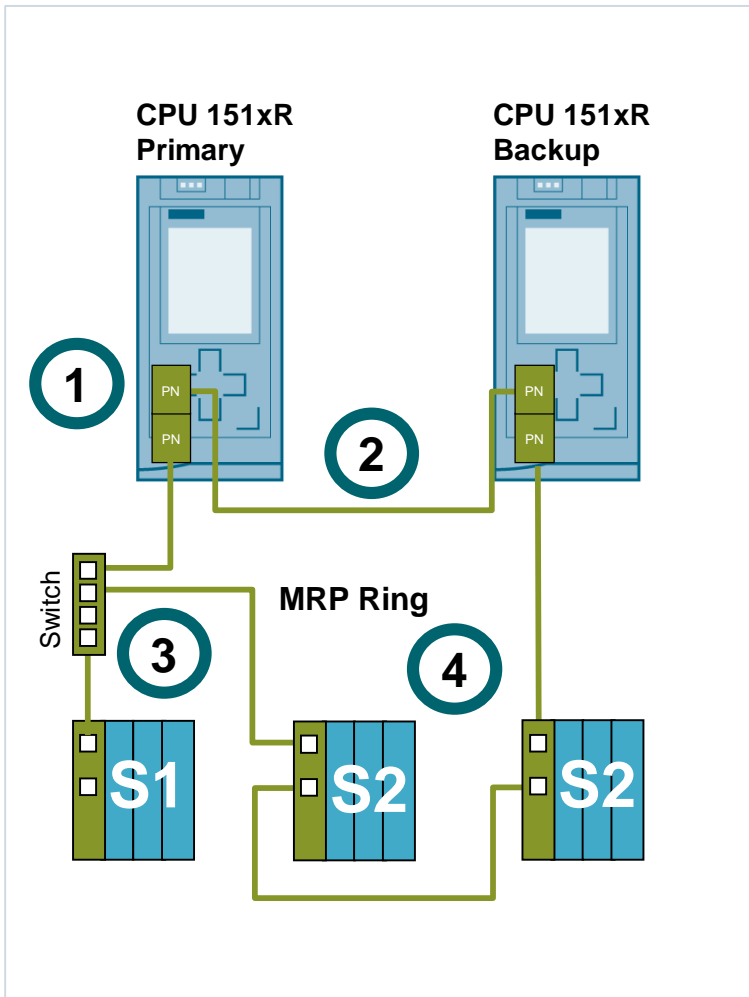 CPU 151xR
Primary
CPU 151xR
Backup
1
PN
PN
2
PN
PN
Switch
MRP Ring
3
4
S1
S2
S2